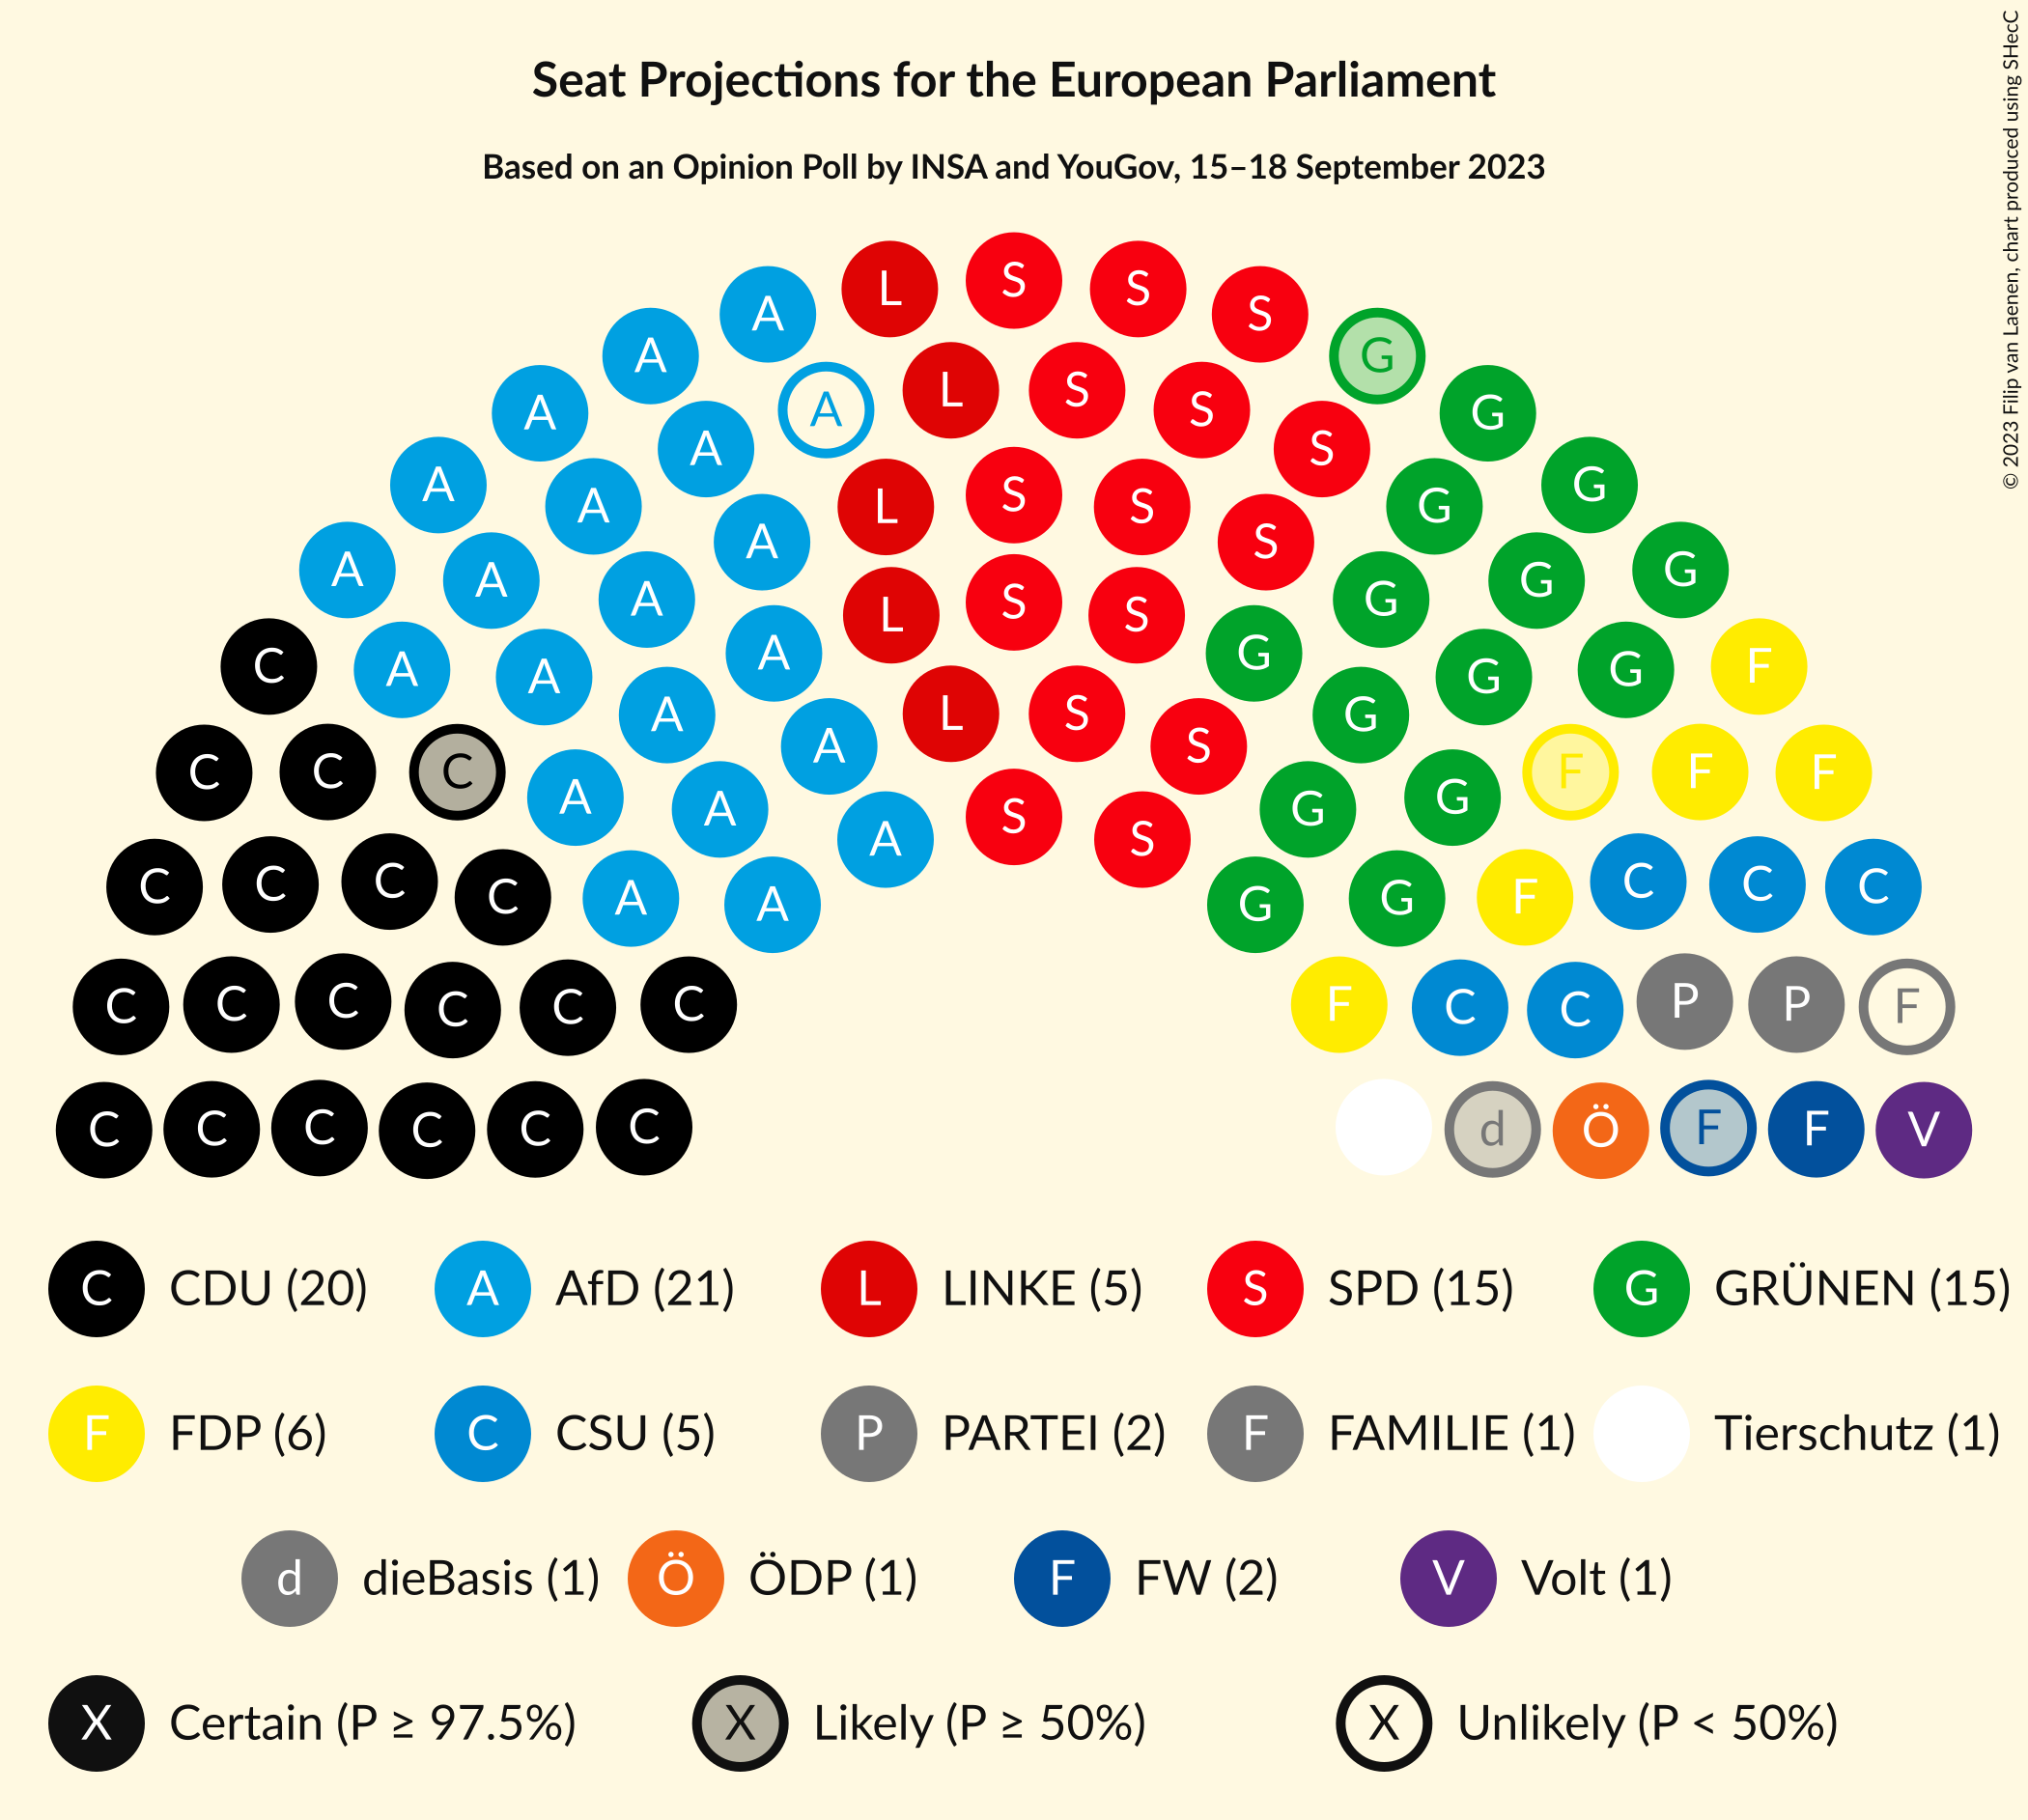 Seat Projections for the European Parliament
Based on an Opinion Poll by INSA and YouGov, 15–18 September 2023
© 2023 Filip van Laenen, chart produced using SHecC
S
L S
A S
A G
A L S G
A A S
A A S G
A L S G
A A S G
A A L S G
A A S G
C A A L S G G F
A A S G
A L S G
C C C A A S F F F
A A S G G
C C C C A A S S G G F C C C
A A G
C C C C C C F C C P P F
C C C C C C d Ö F F V
C CDU (20) A AfD (21) L LINKE (5) S SPD (15) G GRÜNEN (15)
F FDP (6) C CSU (5) P PARTEI (2) F FAMILIE (1) Tierschutz (1)
d dieBasis (1) Ö ÖDP (1) F FW (2) V Volt (1)
X Certain (P ≥ 97.5%) X Likely (P ≥ 50%) X Unlikely (P < 50%)